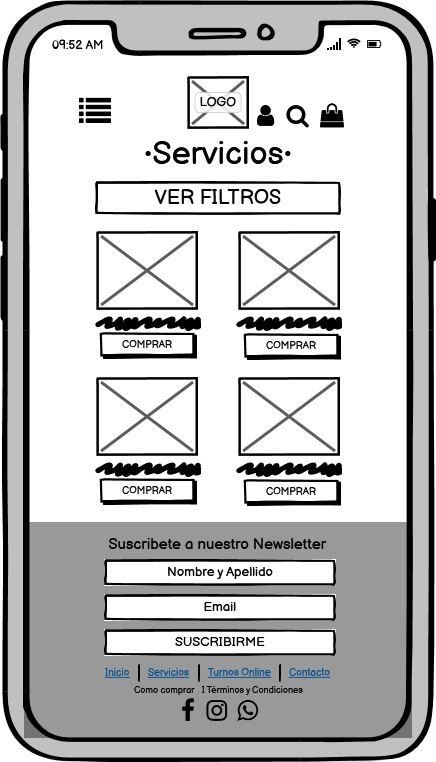 09:52 AM
LOGO
·Servicios·
VER FILTROS
COMPRAR
COMPRAR
COMPRAR
COMPRAR
Suscribete a nuestro Newsletter
Nombre y Apellido
Email
SUSCRIBIRME
Inicio | Servicios | Turnos Online | Contacto
Como comprar I Términos y Condiciones